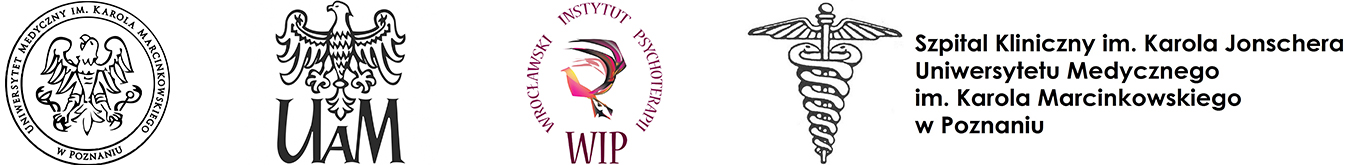 UNIWERSYTET MEDYCZNY IM. KAROLA MARCINKOWSKIEGO
W POZNANIU
UAM
WROCŁAWSKI INSTYTUT PSYCHOTERAPII
WIP
Szpital Kliniczny im. Karola Jonschera
Uniwersytetu Medycznego
im. Karola Marcinkowskiego
w Poznaniu